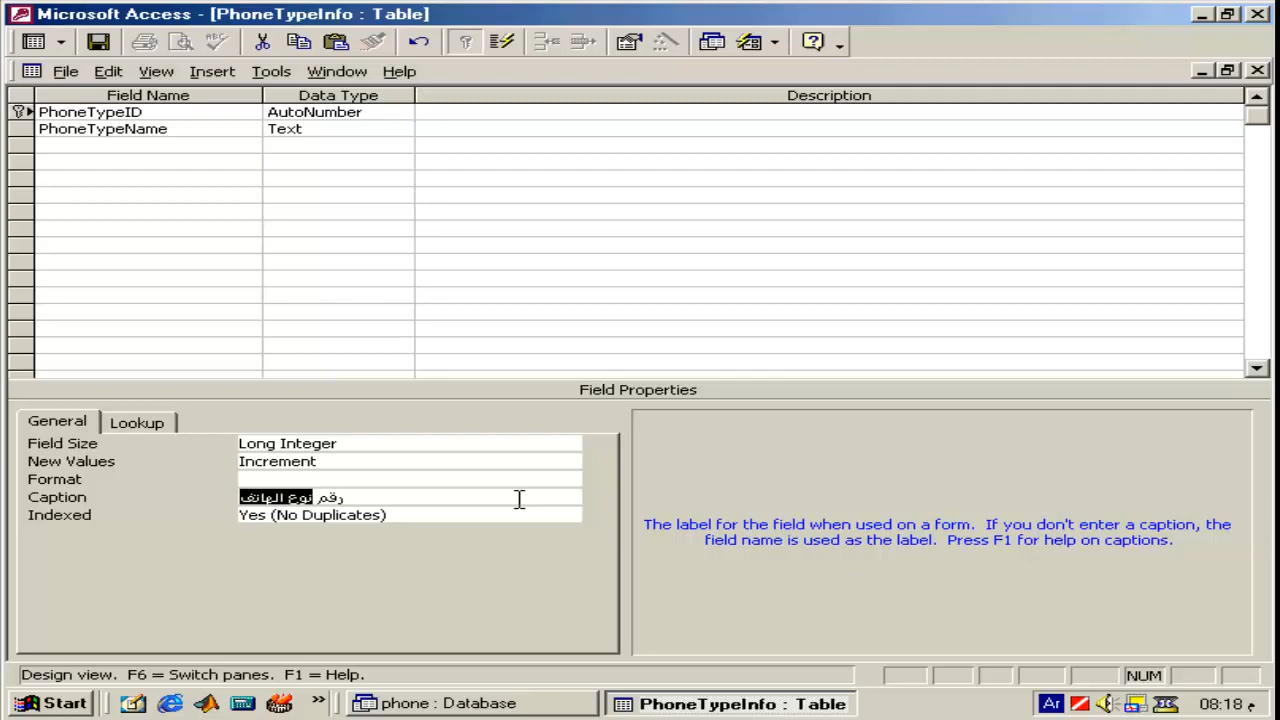 Microsoft Access - [PhoneTypeInfo : Table]
File Edit View Insert Tools Window Help
Field Name Data Type Description
PhoneTypeID AutoNumber
PhoneTypeName Text
Field Properties
General Lookup
Field Size Long Integer
New Values Increment
Format
Caption رقم نوع الهاتف
Indexed Yes (No Duplicates)
The label for the field when used on a form. If you don't enter a caption, the
field name is used as the label. Press F1 for help on captions.
Design view. F6 = Switch panes. F1 = Help. NUM
Start » phone : Database PhoneTypeInfo : Table Ar 08:18 م